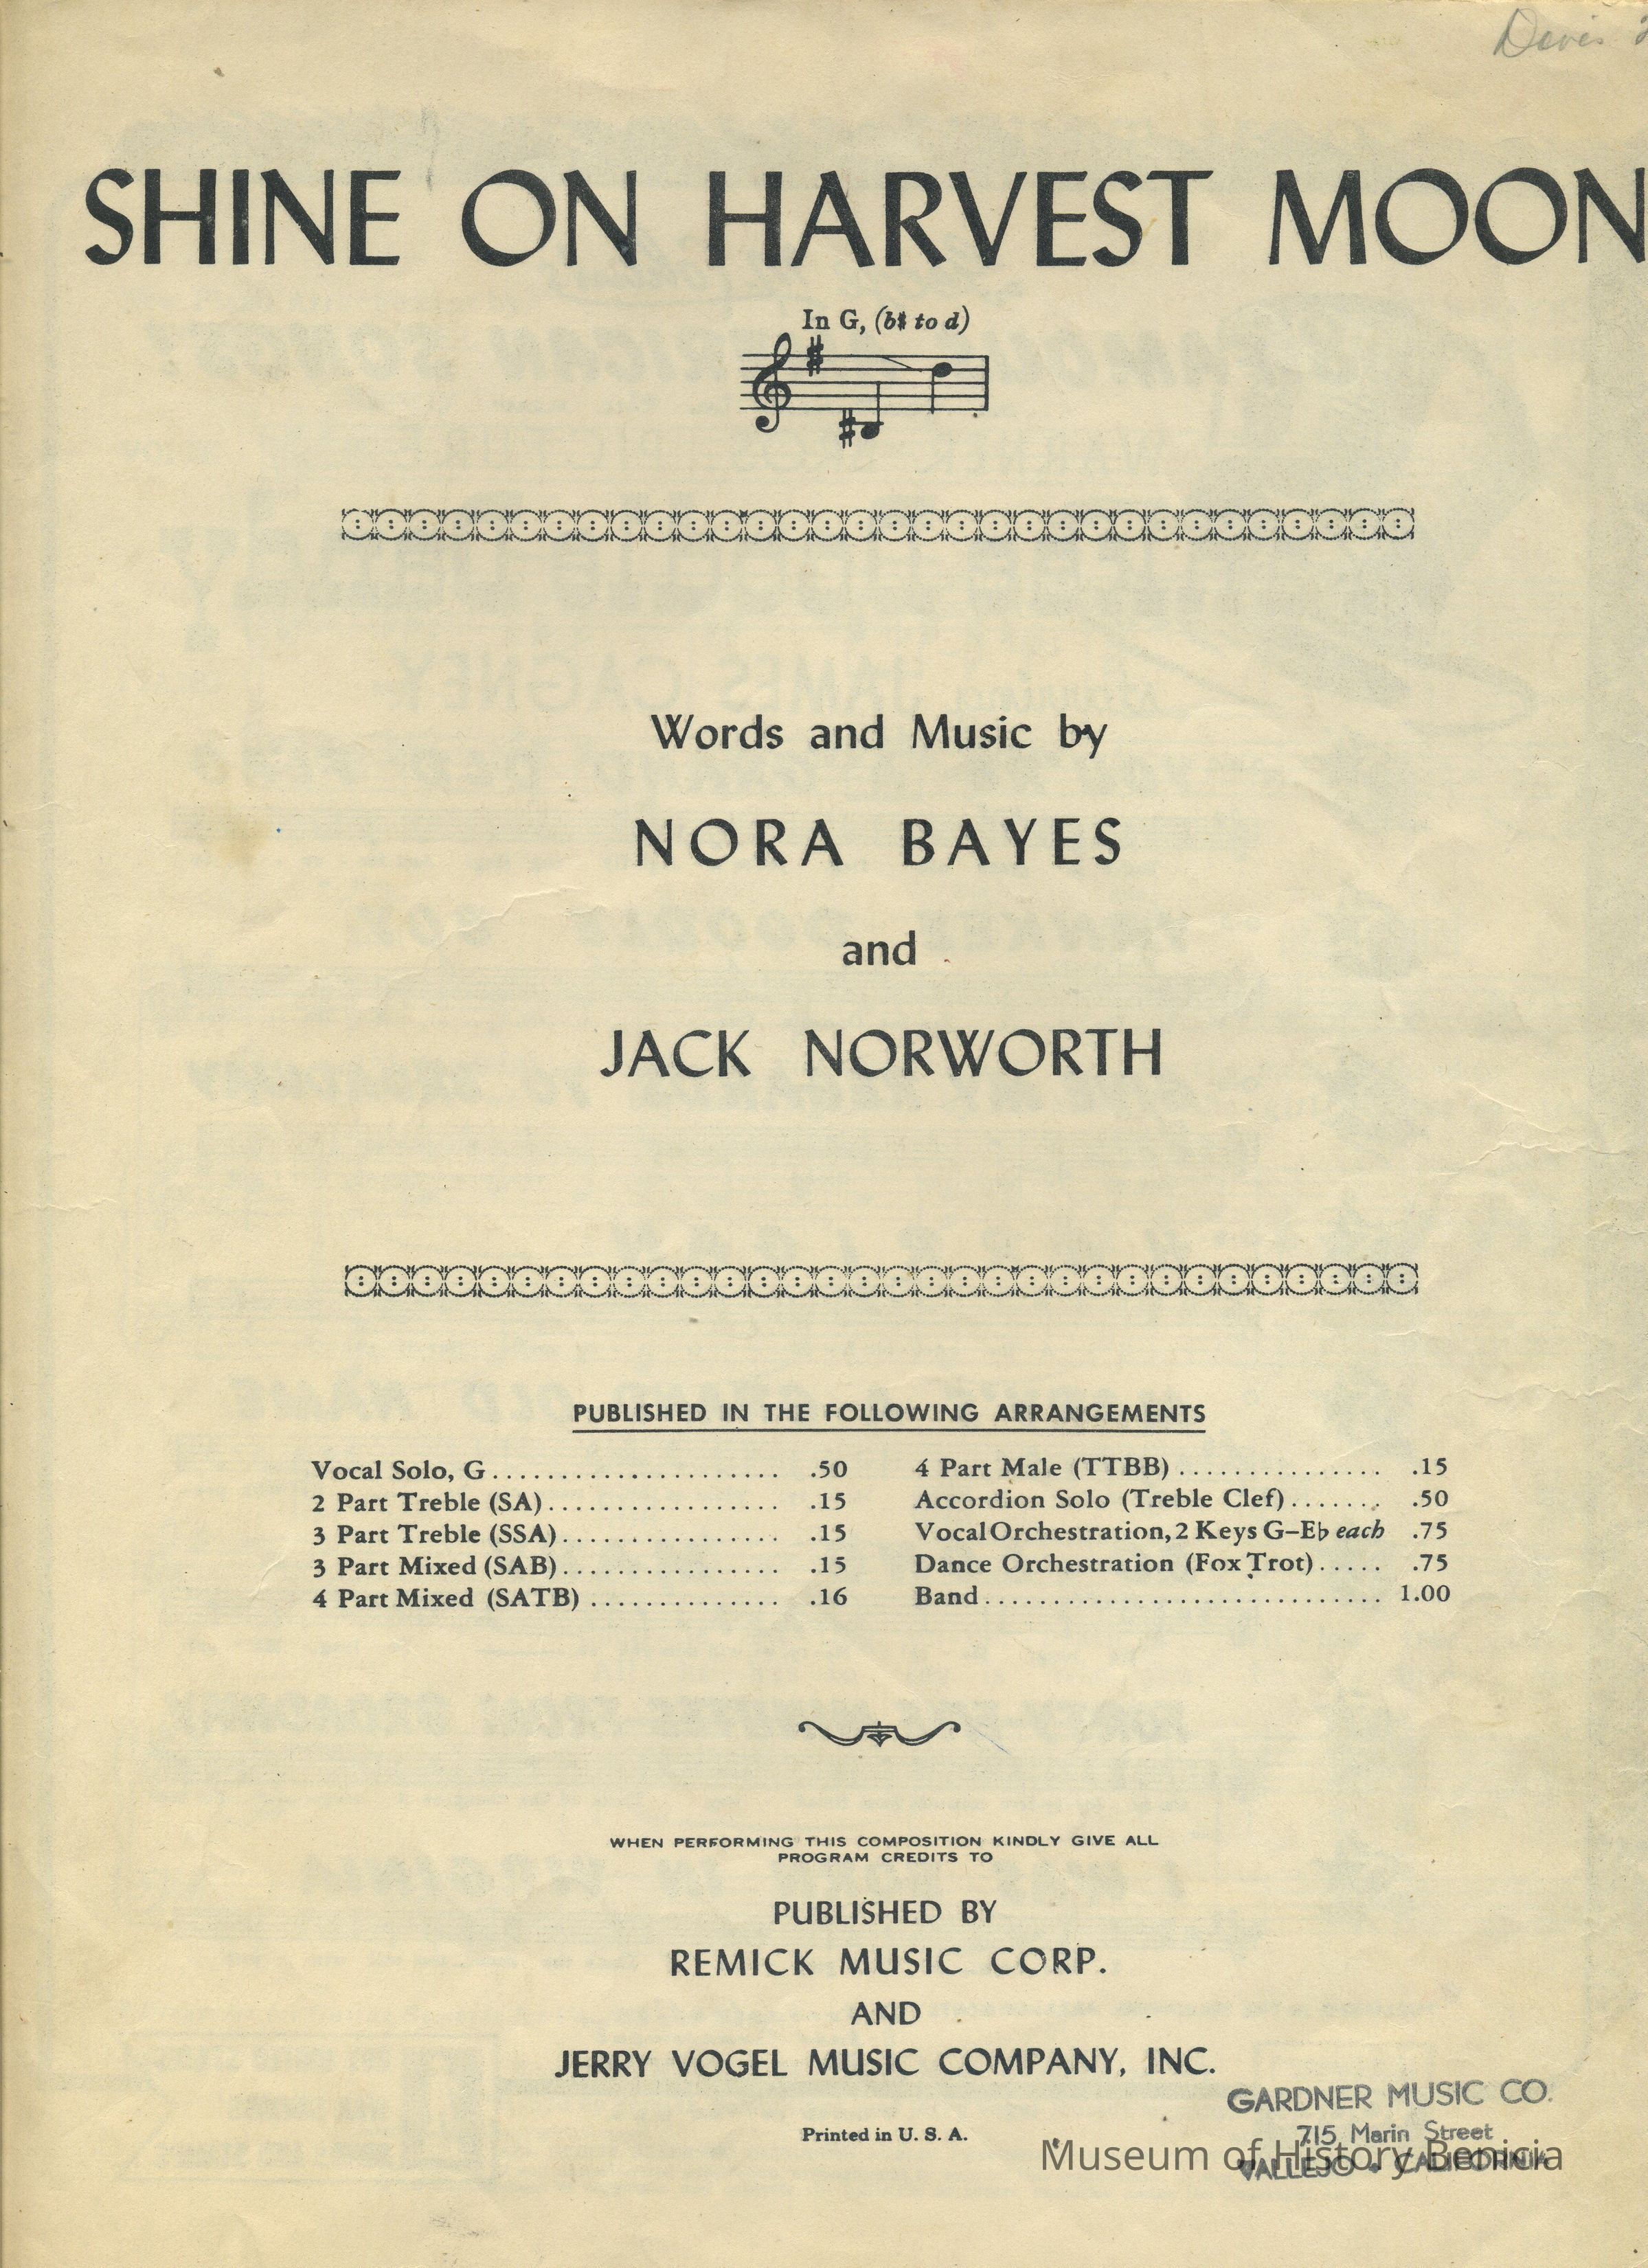 Davis
SHINE ON HARVEST MOON
In G, (b♯ to d)
Words and Music by
NORA BAYES
and
JACK NORWORTH
PUBLISHED IN THE FOLLOWING ARRANGEMENTS
Vocal Solo, G..................... .50
2 Part Treble (SA)................. .15
3 Part Treble (SSA)................ .15
3 Part Mixed (SAB)................ .15
4 Part Mixed (SATB) .............. .16
4 Part Male (TTBB) ............... .15
Accordion Solo (Treble Clef)....... .50
Vocal Orchestration, 2 Keys G–E♭ each .75
Dance Orchestration (Fox Trot)..... .75
Band............................. 1.00
WHEN PERFORMING THIS COMPOSITION KINDLY GIVE ALL
PROGRAM CREDITS TO
PUBLISHED BY
REMICK MUSIC CORP.
AND
JERRY VOGEL MUSIC COMPANY, INC.
Printed in U. S. A.
GARDNER MUSIC CO.
715 Marin Street
VALLEJO • CALIFORNIA
Museum of History Benicia